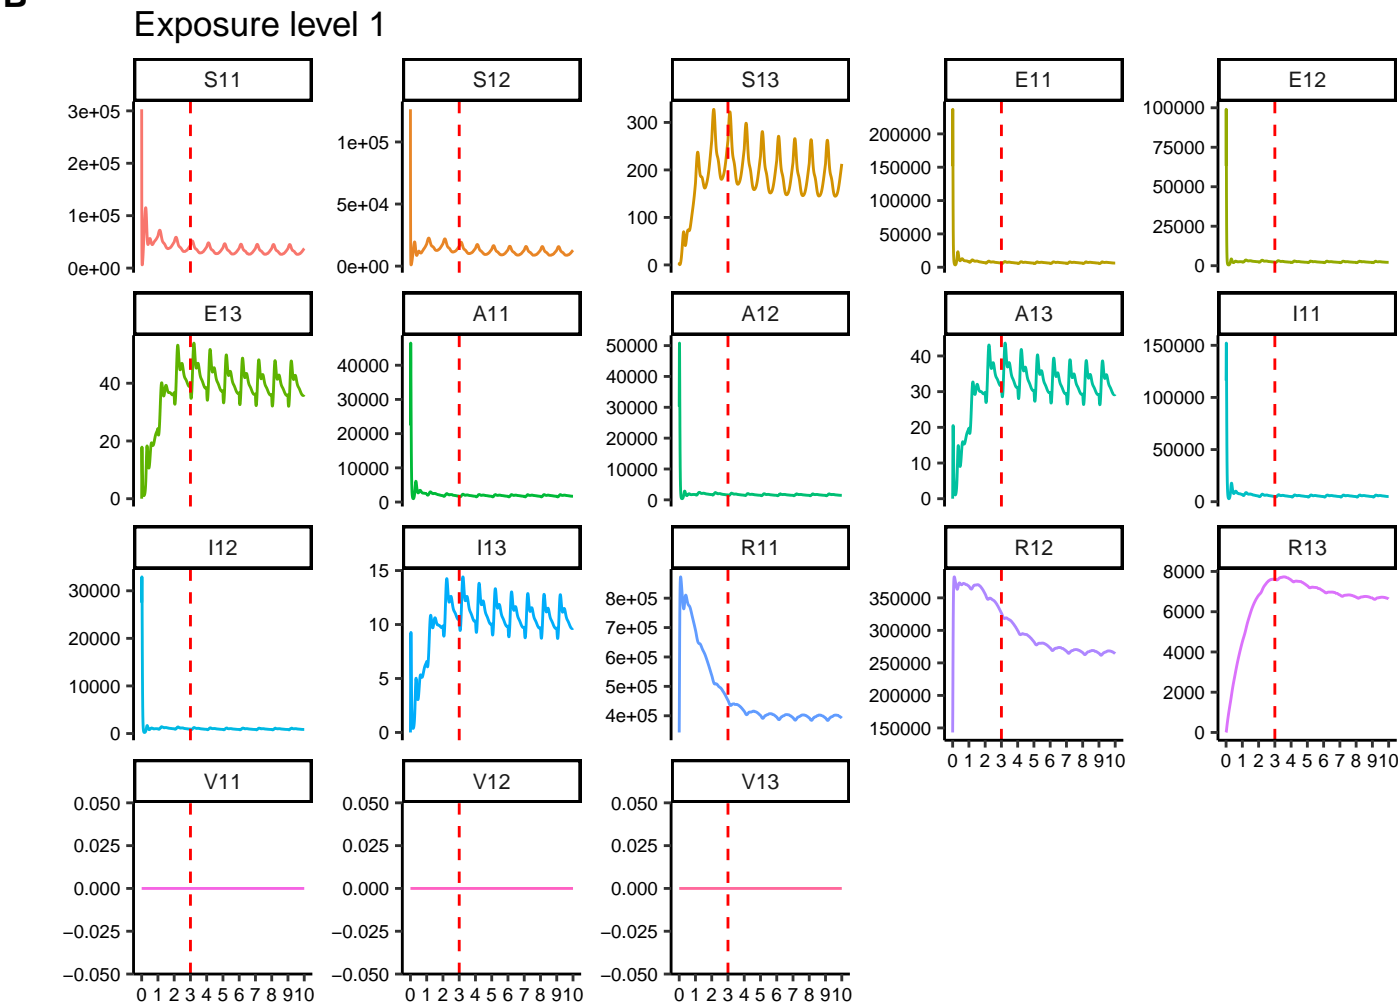 B
Exposure level 1
S11 S12 S13 E11 E12
3e+05 2e+05 1e+05 0e+00
1e+05 5e+04 0e+00
300 200 100 0
200000 150000 100000 50000 0
100000 75000 50000 25000 0
E13 A11 A12 A13 I11
40 20 0
40000 30000 20000 10000 0
50000 40000 30000 20000 10000 0
40 30 20 10 0
150000 100000 50000 0
I12 I13 R11 R12 R13
30000 20000 10000 0
15 10 5 0
8e+05 7e+05 6e+05 5e+05 4e+05
350000 300000 250000 200000 150000
8000 6000 4000 2000 0
0 1 2 3 4 5 6 7 8 9 10
0 1 2 3 4 5 6 7 8 9 10
V11 V12 V13
0.050 0.025 0.000 −0.025 −0.050
0.050 0.025 0.000 −0.025 −0.050
0.050 0.025 0.000 −0.025 −0.050
0 1 2 3 4 5 6 7 8 9 10
0 1 2 3 4 5 6 7 8 9 10
0 1 2 3 4 5 6 7 8 9 10